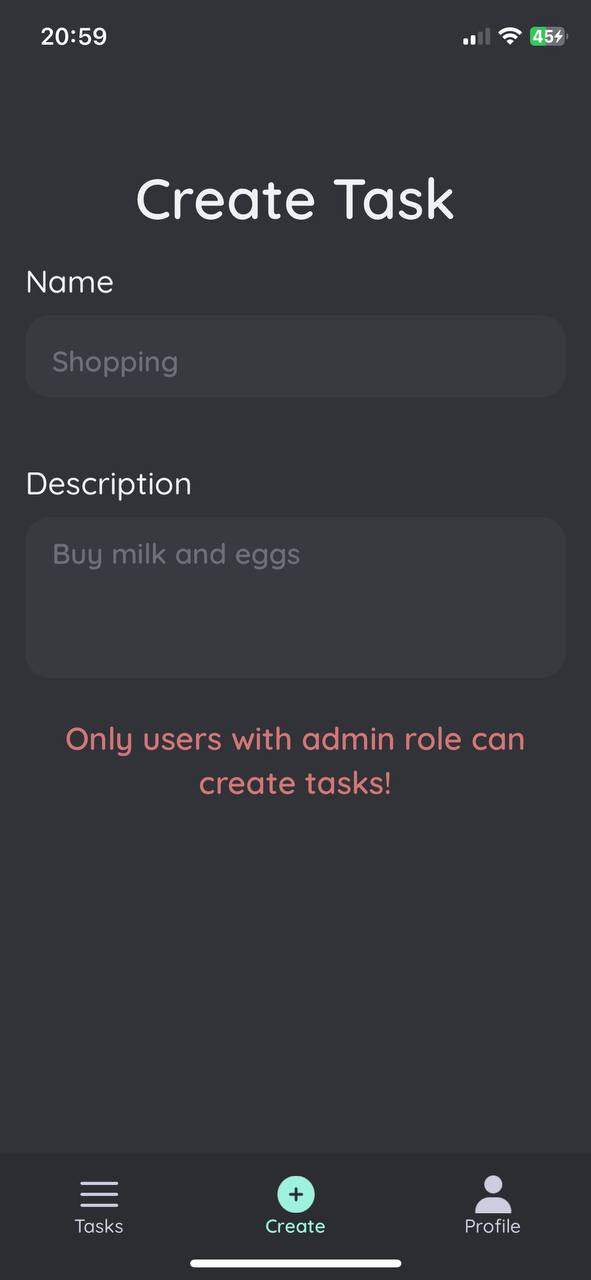 20:59
45
Create Task
Name
Shopping
Description
Buy milk and eggs
Only users with admin role can
create tasks!
Tasks
Create
Profile